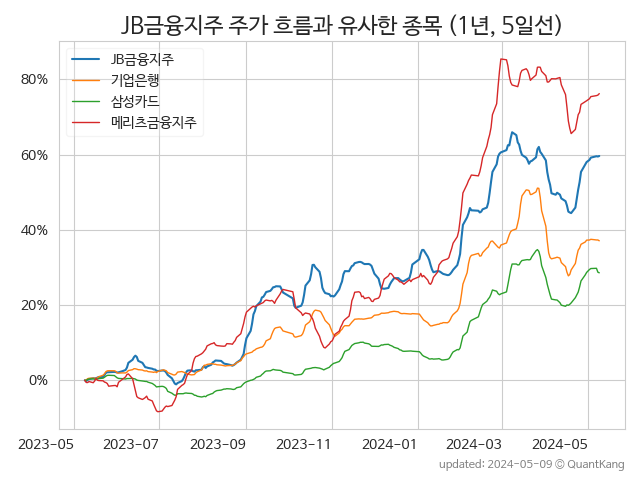 JB금융지주 주가 흐름과 유사한 종목 (1년, 5일선)
JB금융지주
기업은행
삼성카드
메리츠금융지주
80%
60%
40%
20%
0%
2023-05 2023-07 2023-09 2023-11 2024-01 2024-03 2024-05
updated: 2024-05-09 © QuantKang